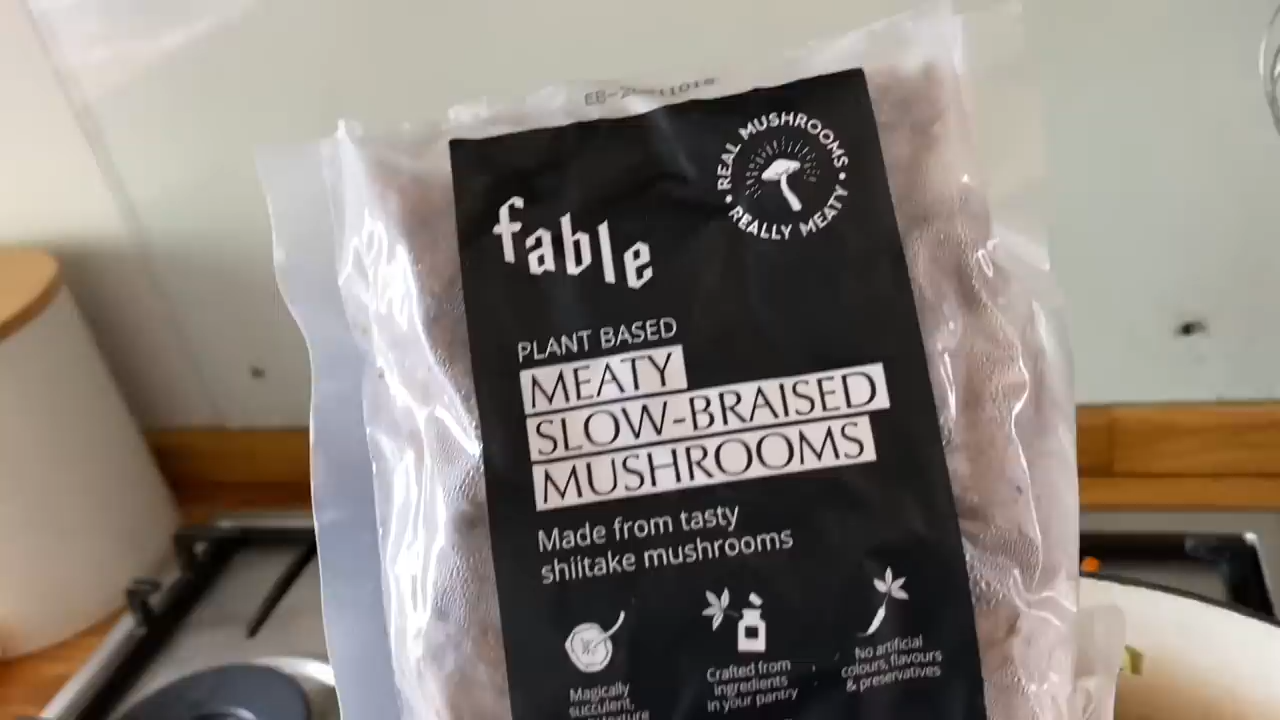 REAL MUSHROOMS
REALLY MEATY
fable
PLANT BASED
MEATY
SLOW-BRAISED
MUSHROOMS
Made from tasty
shiitake mushrooms
Magically
succulent,
texture
Crafted from
ingredients
in your pantry
No artificial
colours, flavours
& preservatives